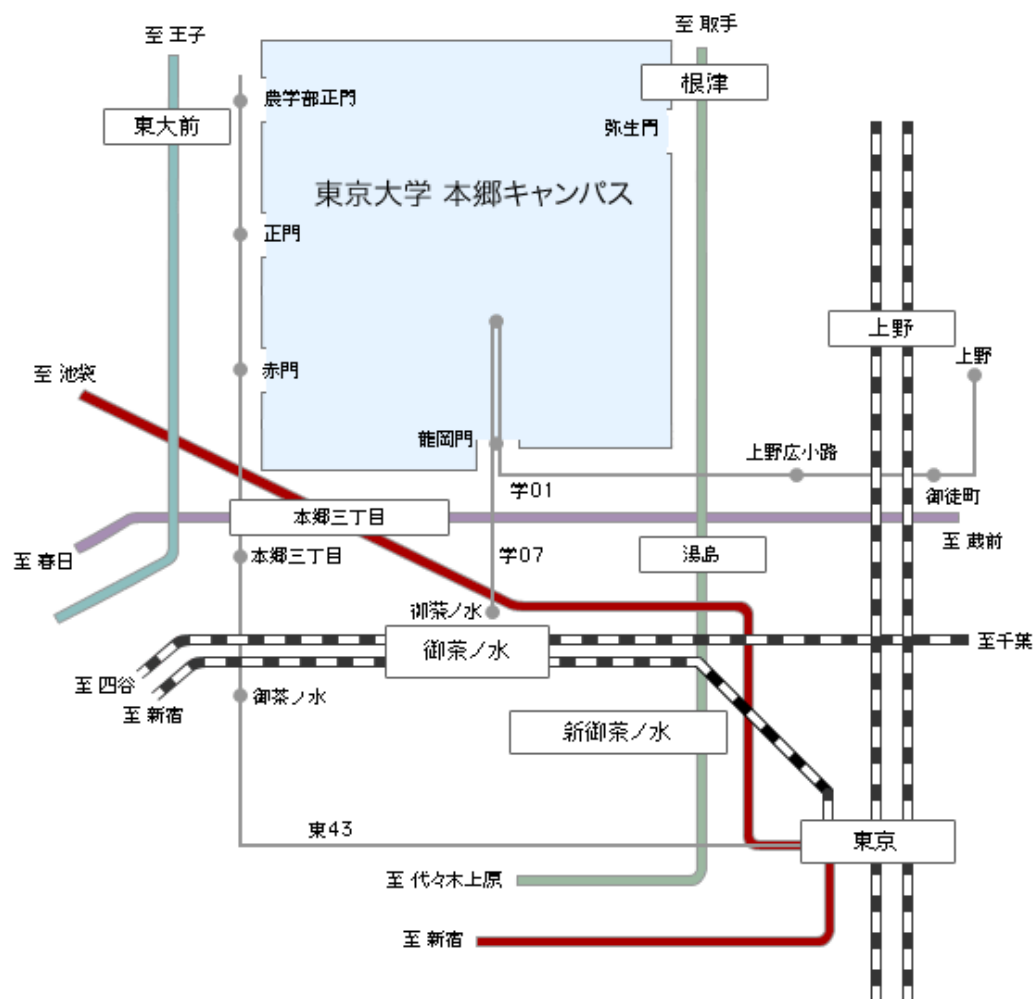 至 王子
至 取手
根津
農学部正門
東大前
弥生門
東京大学 本郷キャンパス
正門
上野
上野
赤門
至 池袋
龍岡門
上野広小路
御徒町
学01
本郷三丁目
至 蔵前
至 春日
本郷三丁目
学07
湯島
御茶ノ水
御茶ノ水
至千葉
至 四谷
至 新宿
御茶ノ水
新御茶ノ水
東43
東京
至 代々木上原
至 新宿